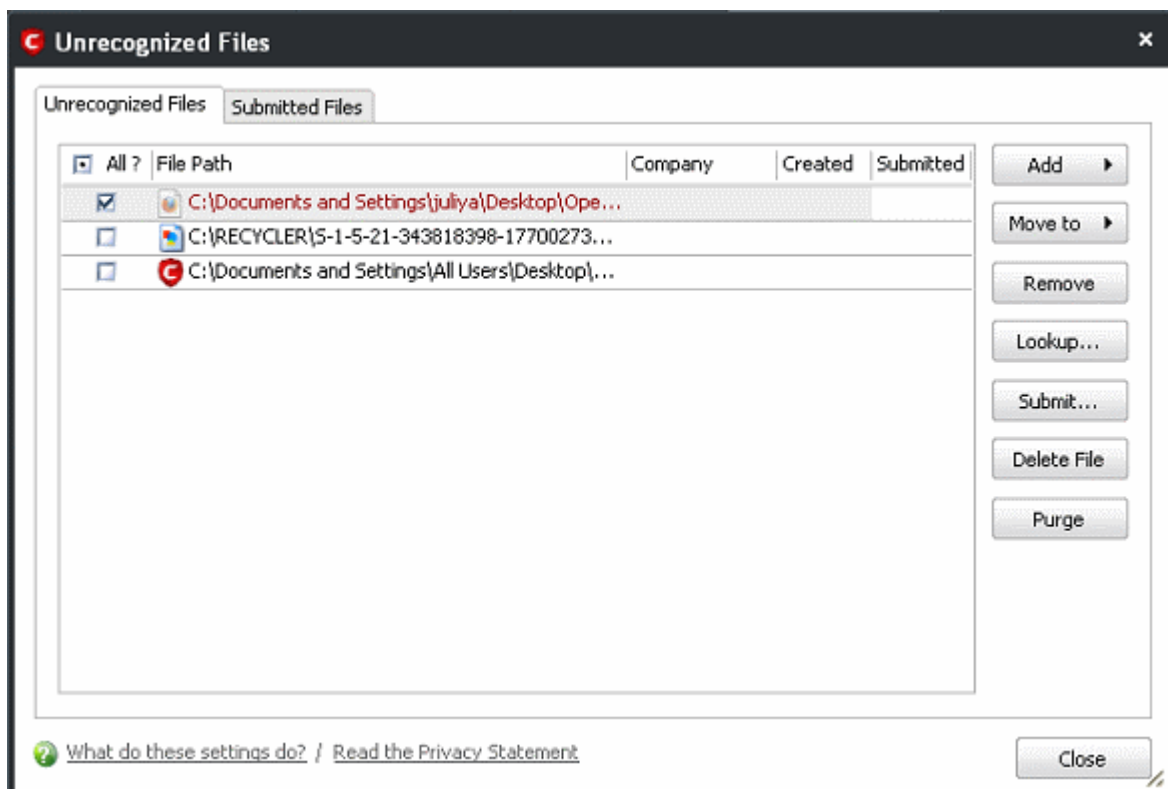 Unrecognized Files
Unrecognized Files Submitted Files
All ? File Path Company Created Submitted
C:\Documents and Settings\juliya\Desktop\Ope...
C:\RECYCLER\S-1-5-21-343818398-17700273...
C:\Documents and Settings\All Users\Desktop\...
Add
Move to
Remove
Lookup...
Submit...
Delete File
Purge
What do these settings do? / Read the Privacy Statement
Close